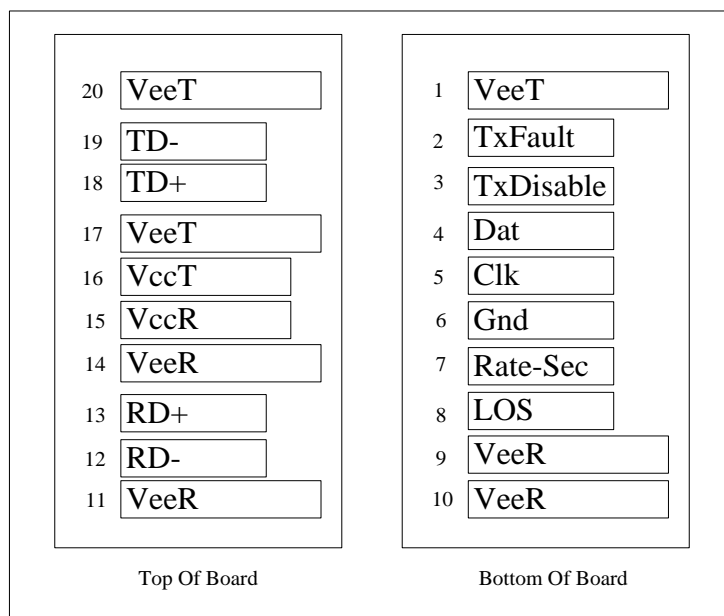 20 VeeT
19 TD-
18 TD+
17 VeeT
16 VccT
15 VccR
14 VeeR
13 RD+
12 RD-
11 VeeR
Top Of Board
1 VeeT
2 TxFault
3 TxDisable
4 Dat
5 Clk
6 Gnd
7 Rate-Sec
8 LOS
9 VeeR
10 VeeR
Bottom Of Board